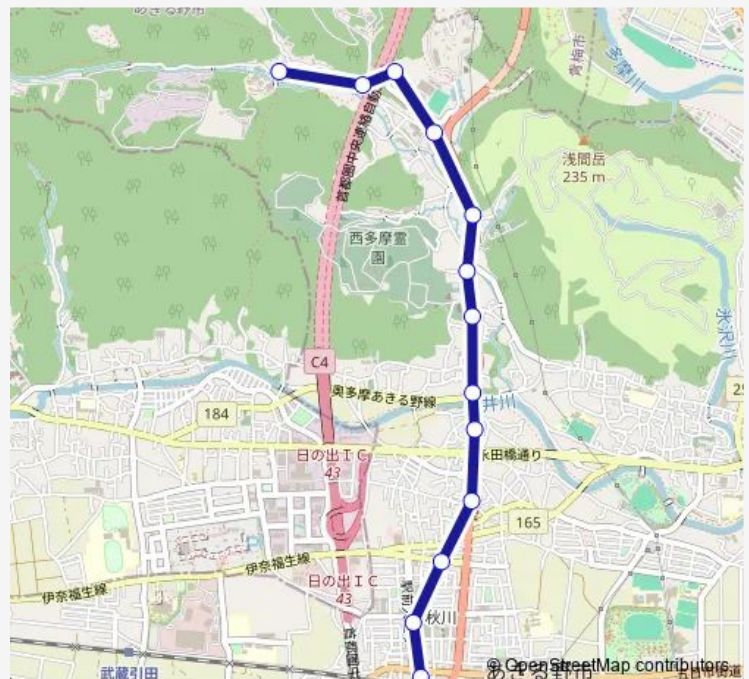 あきる野市
多摩川
青梅市
浅間岳
235 m
首都圏中央連絡自動
西多摩霊
園
氷沢川
C4
奥多摩あきる野線
井川
184
日の出ＩＣ
43
永田橋通り二
165
伊奈福生線
伊奈福生線
日の出ＩＣ
43
秋川
武蔵引田
あきる野市
五日市街道
© OpenStreetMap contributors